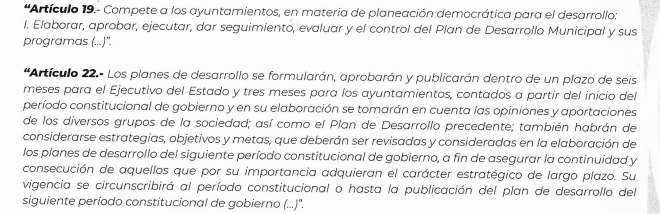 “Artículo 19.- Compete a los ayuntamientos, en materia de planeación democrática para el desarrollo:
I. Elaborar, aprobar, ejecutar, dar seguimiento, evaluar y el control del Plan de Desarrollo Municipal y sus
programas (...)”.
“Artículo 22.- Los planes de desarrollo se formularán, aprobarán y publicarán dentro de un plazo de seis
meses para el Ejecutivo del Estado y tres meses para los ayuntamientos, contados a partir del inicio del
período constitucional de gobierno y en su elaboración se tomarán en cuenta las opiniones y aportaciones
de los diversos grupos de la sociedad; así como el Plan de Desarrollo precedente; también habrán de
considerarse estrategias, objetivos y metas, que deberán ser revisadas y consideradas en la elaboración de
los planes de desarrollo del siguiente período constitucional de gobierno, a fin de asegurar la continuidad y
consecución de aquellos que por su importancia adquieran el carácter estratégico de largo plazo. Su
vigencia se circunscribirá al período constitucional o hasta la publicación del plan de desarrollo del
siguiente período constitucional de gobierno (...)”.